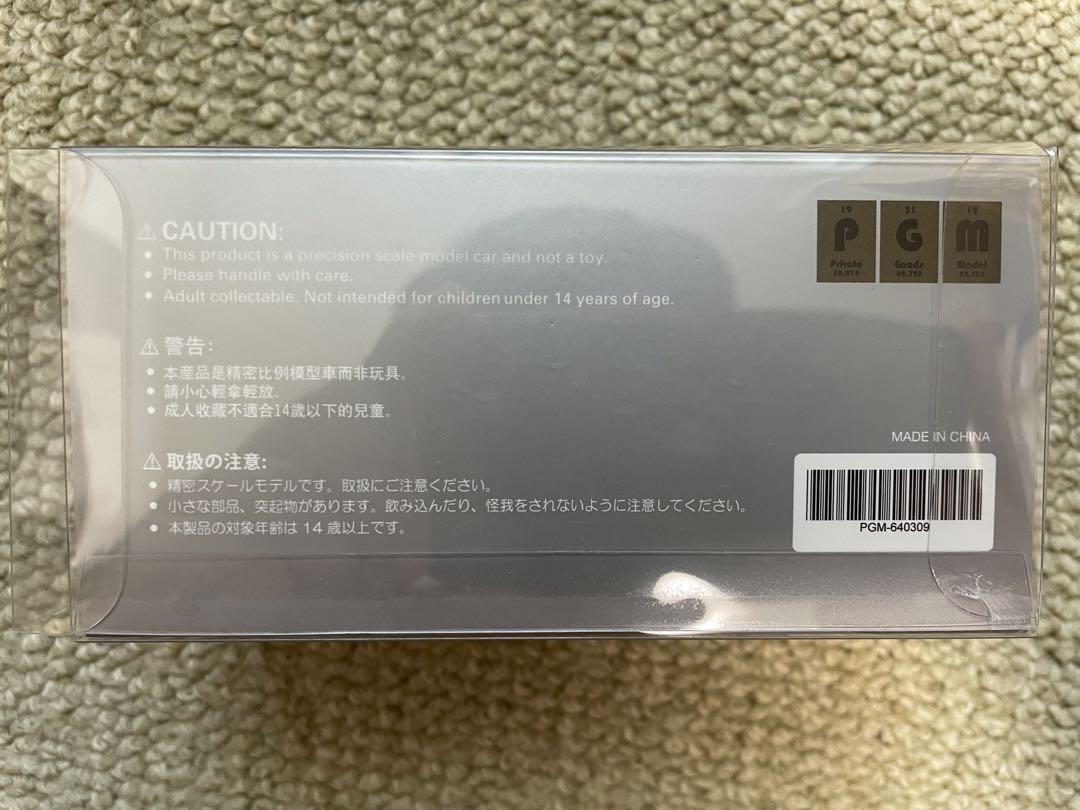 ⚠ CAUTION:
• This product is a precision scale model car and not a toy.
• Please handle with care.
• Adult collectable. Not intended for children under 14 years of age.
⚠ 警告:
• 本産品是精密比例模型車而非玩具。
• 請小心輕拿輕放。
• 成人收藏不適合14歲以下的兒童。
⚠ 取扱の注意:
• 精密スケールモデルです。取扱にご注意ください。
• 小さな部品、突起物があります。飲み込んだり、怪我をされないように注意してください。
• 本製品の対象年齢は 14 歳以上です。
19 31 12
P G M
Private Goods Model
MADE IN CHINA
PGM-640309